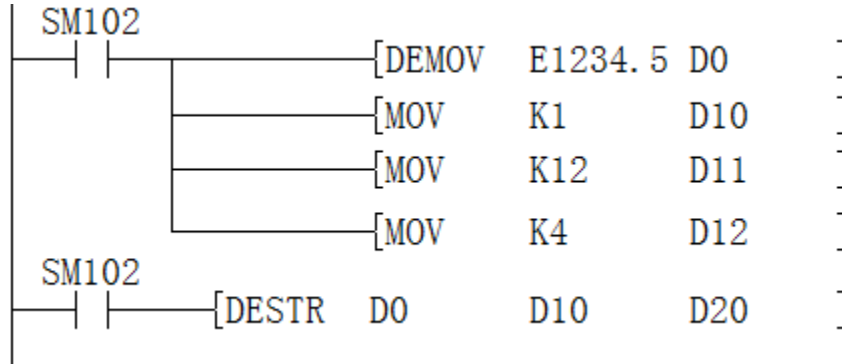 SM102
[DEMOV E1234.5 D0 ]
[MOV K1 D10 ]
[MOV K12 D11 ]
[MOV K4 D12 ]
SM102
[DESTR D0 D10 D20 ]